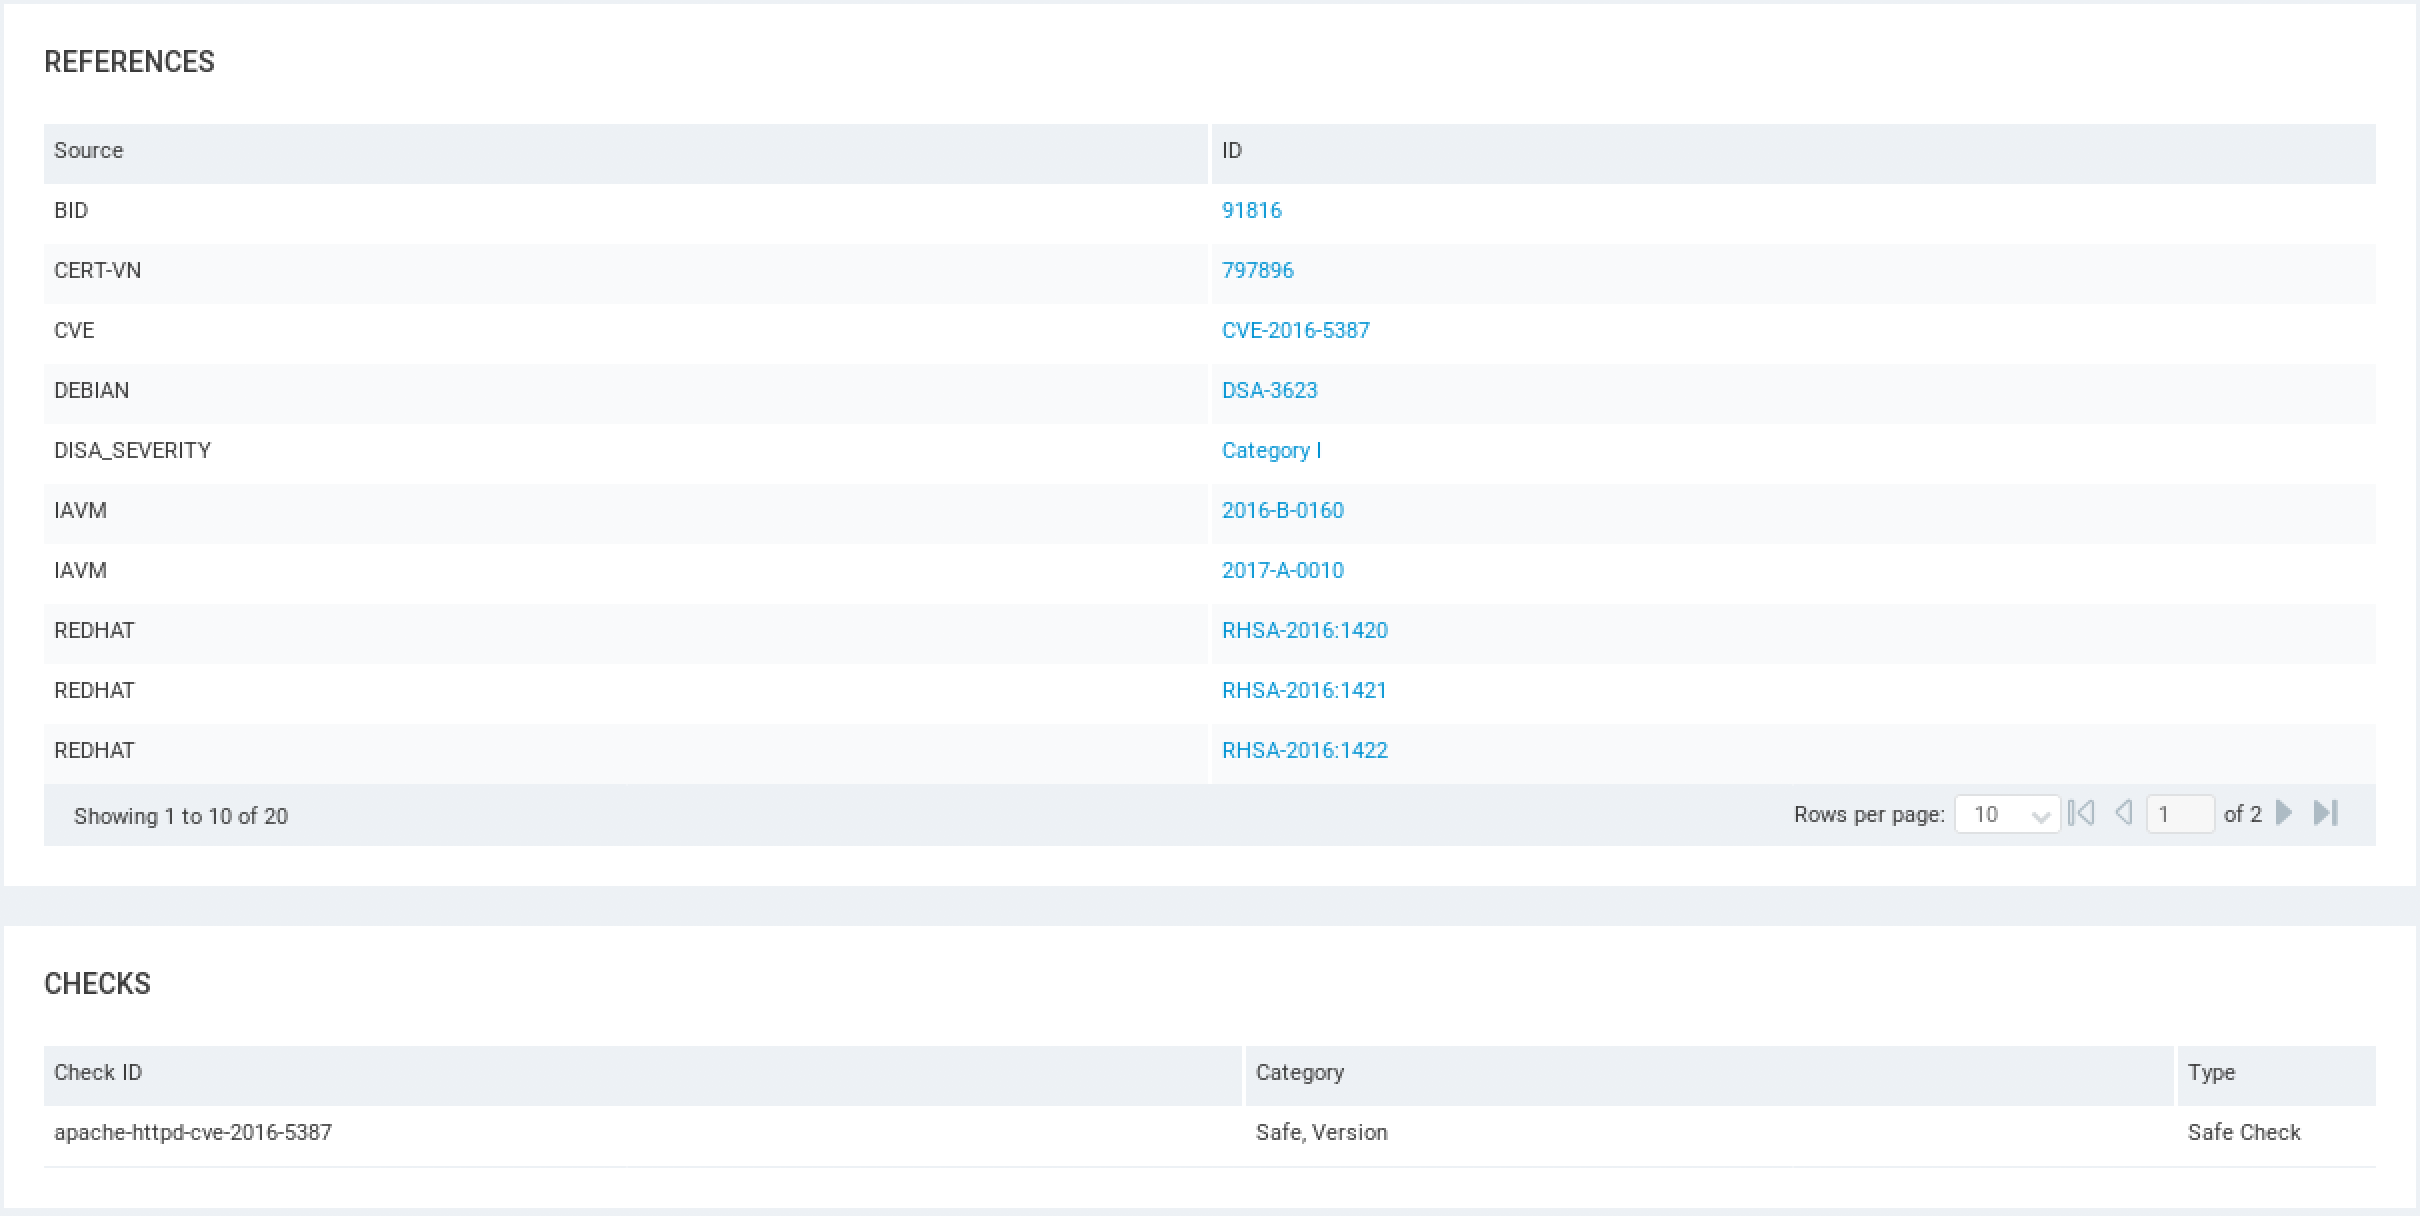 REFERENCES
Source ID
BID 91816
CERT-VN 797896
CVE CVE-2016-5387
DEBIAN DSA-3623
DISA_SEVERITY Category I
IAVM 2016-B-0160
IAVM 2017-A-0010
REDHAT RHSA-2016:1420
REDHAT RHSA-2016:1421
REDHAT RHSA-2016:1422
Showing 1 to 10 of 20 Rows per page: 10 1 of 2
CHECKS
Check ID Category Type
apache-httpd-cve-2016-5387 Safe, Version Safe Check